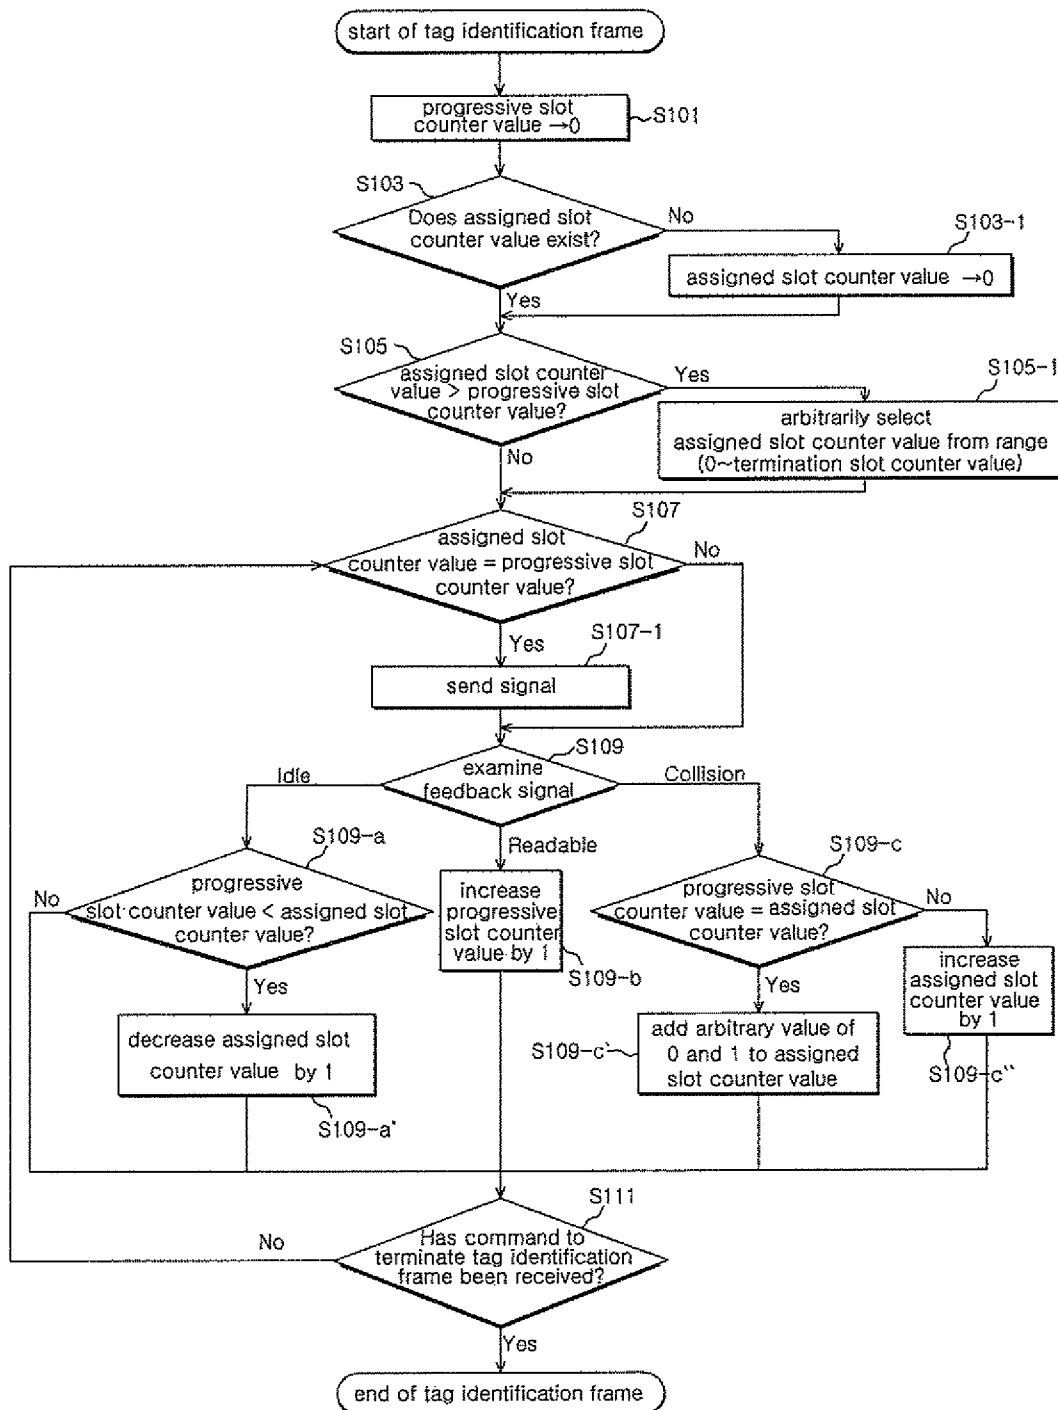 start of tag identification frame
progressive slot
counter value →0
S101
S103
Does assigned slot
counter value exist?
No
S103-1
assigned slot counter value →0
Yes
S105
assigned slot counter
value > progressive slot
counter value?
Yes
S105-1
arbitrarily select
assigned slot counter value from range
(0~termination slot counter value)
No
S107
assigned slot
counter value = progressive slot
counter value?
No
Yes
S107-1
send signal
S109
examine
feedback signal
Idle
Collision
Readable
S109-a
progressive
slot counter value < assigned slot
counter value?
No
Yes
decrease assigned slot
counter value by 1
S109-a'
increase
progressive
slot counter
value by 1
S109-b
S109-c
progressive slot
counter value = assigned slot
counter value?
No
Yes
S109-c'
add arbitrary value of
0 and 1 to assigned
slot counter value
increase
assigned slot
counter value
by 1
S109-c''
S111
Has command to
terminate tag identification
frame been received?
No
Yes
end of tag identification frame